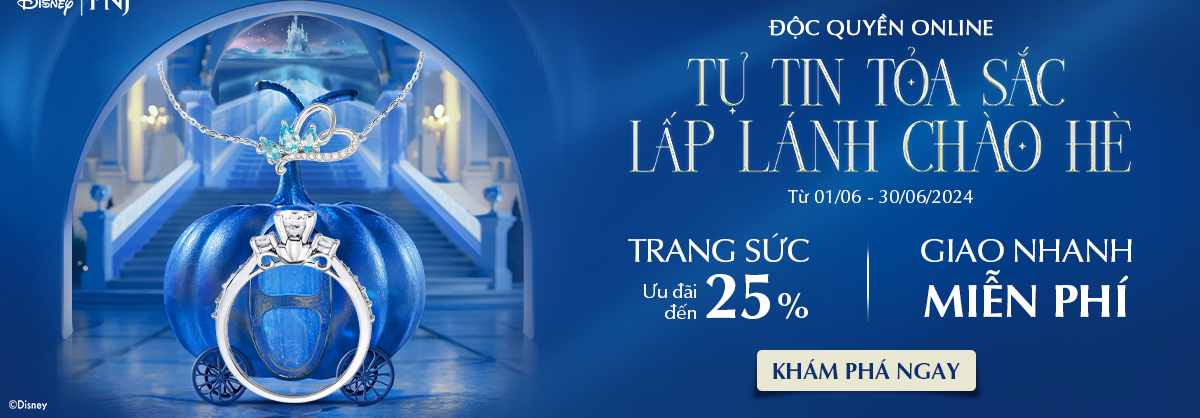 Disney | PNJ
ĐỘC QUYỀN ONLINE
TỰ TIN TỎA SẮC
LẤP LÁNH CHÀO HÈ
Từ 01/06 - 30/06/2024
TRANG SỨC
Ưu đãi đến 25%
GIAO NHANH
MIỄN PHÍ
KHÁM PHÁ NGAY
©Disney